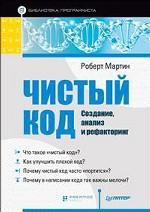 БИБЛИОТЕКА ПРОГРАММИСТА
Роберт Мартин
ЧИСТЫЙ
КОД
Создание,
анализ и
рефакторинг
Что такое «чистый код»?
Как улучшить плохой код?
Почему чистый код часто «портится»?
Почему в написании кода так важны мелочи?
ПИТЕР